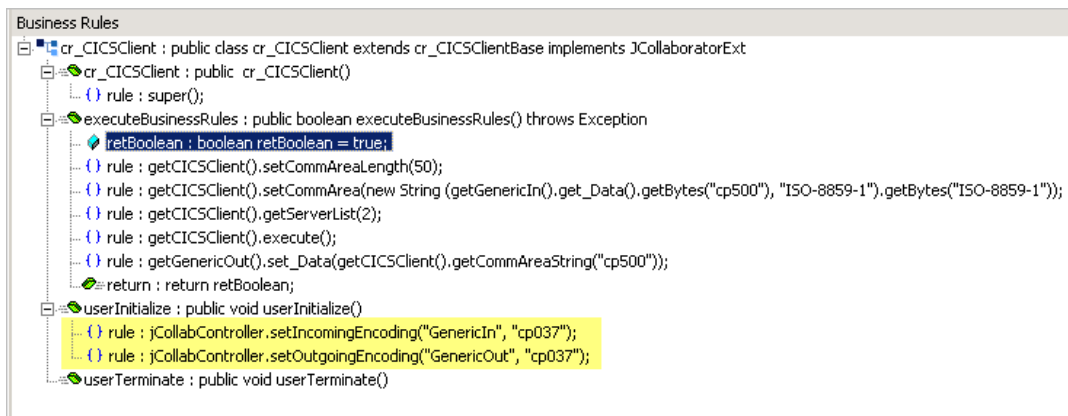 Business Rules
cr_CICSClient : public class cr_CICSClient extends cr_CICSClientBase implements JCollaboratorExt
cr_CICSClient : public cr_CICSClient()
{} rule : super();
executeBusinessRules : public boolean executeBusinessRules() throws Exception
retBoolean : boolean retBoolean = true;
{} rule : getCICSClient().setCommAreaLength(50);
{} rule : getCICSClient().setCommArea(new String (getGenericIn().get_Data().getBytes("cp500"), "ISO-8859-1").getBytes("ISO-8859-1"));
{} rule : getCICSClient().getServerList(2);
{} rule : getCICSClient().execute();
{} rule : getGenericOut().set_Data(getCICSClient().getCommAreaString("cp500"));
return : return retBoolean;
userInitialize : public void userInitialize()
{} rule : jCollabController.setIncomingEncoding("GenericIn", "cp037");
{} rule : jCollabController.setOutgoingEncoding("GenericOut", "cp037");
userTerminate : public void userTerminate()